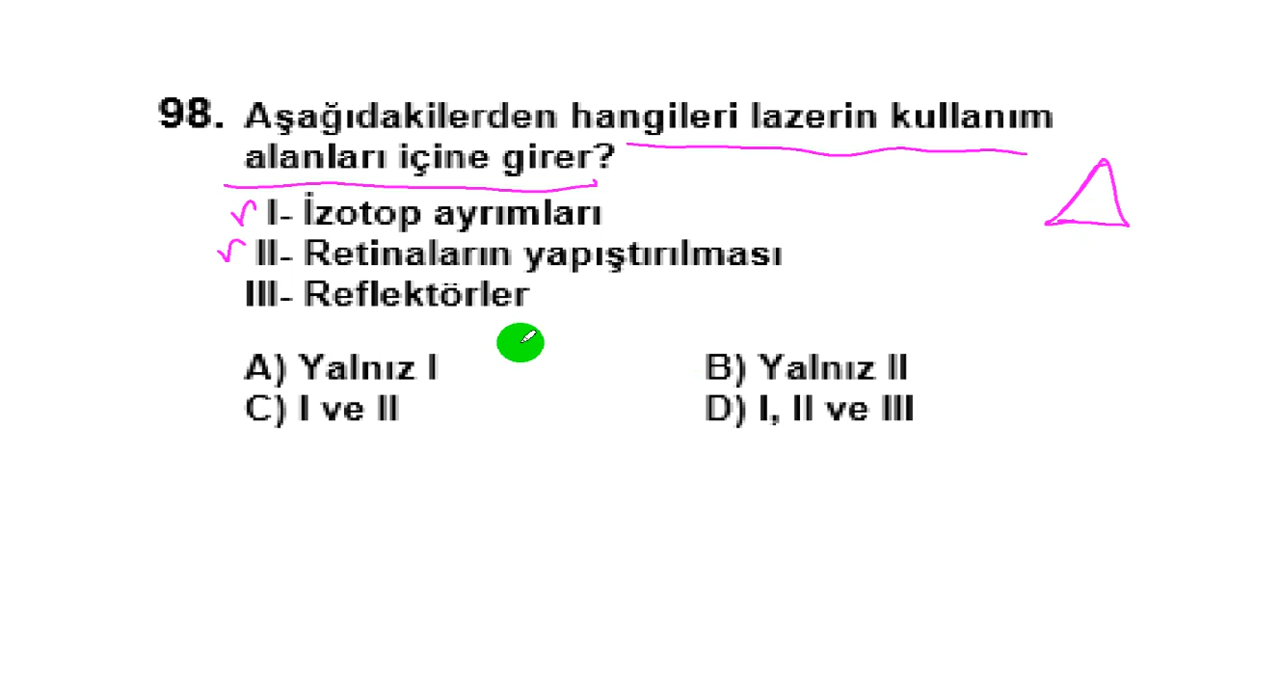 98. Aşağıdakilerden hangileri lazerin kullanım
alanları içine girer?
I- İzotop ayrımları
II- Retinaların yapıştırılması
III- Reflektörler
A) Yalnız I B) Yalnız II
C) I ve II D) I, II ve III